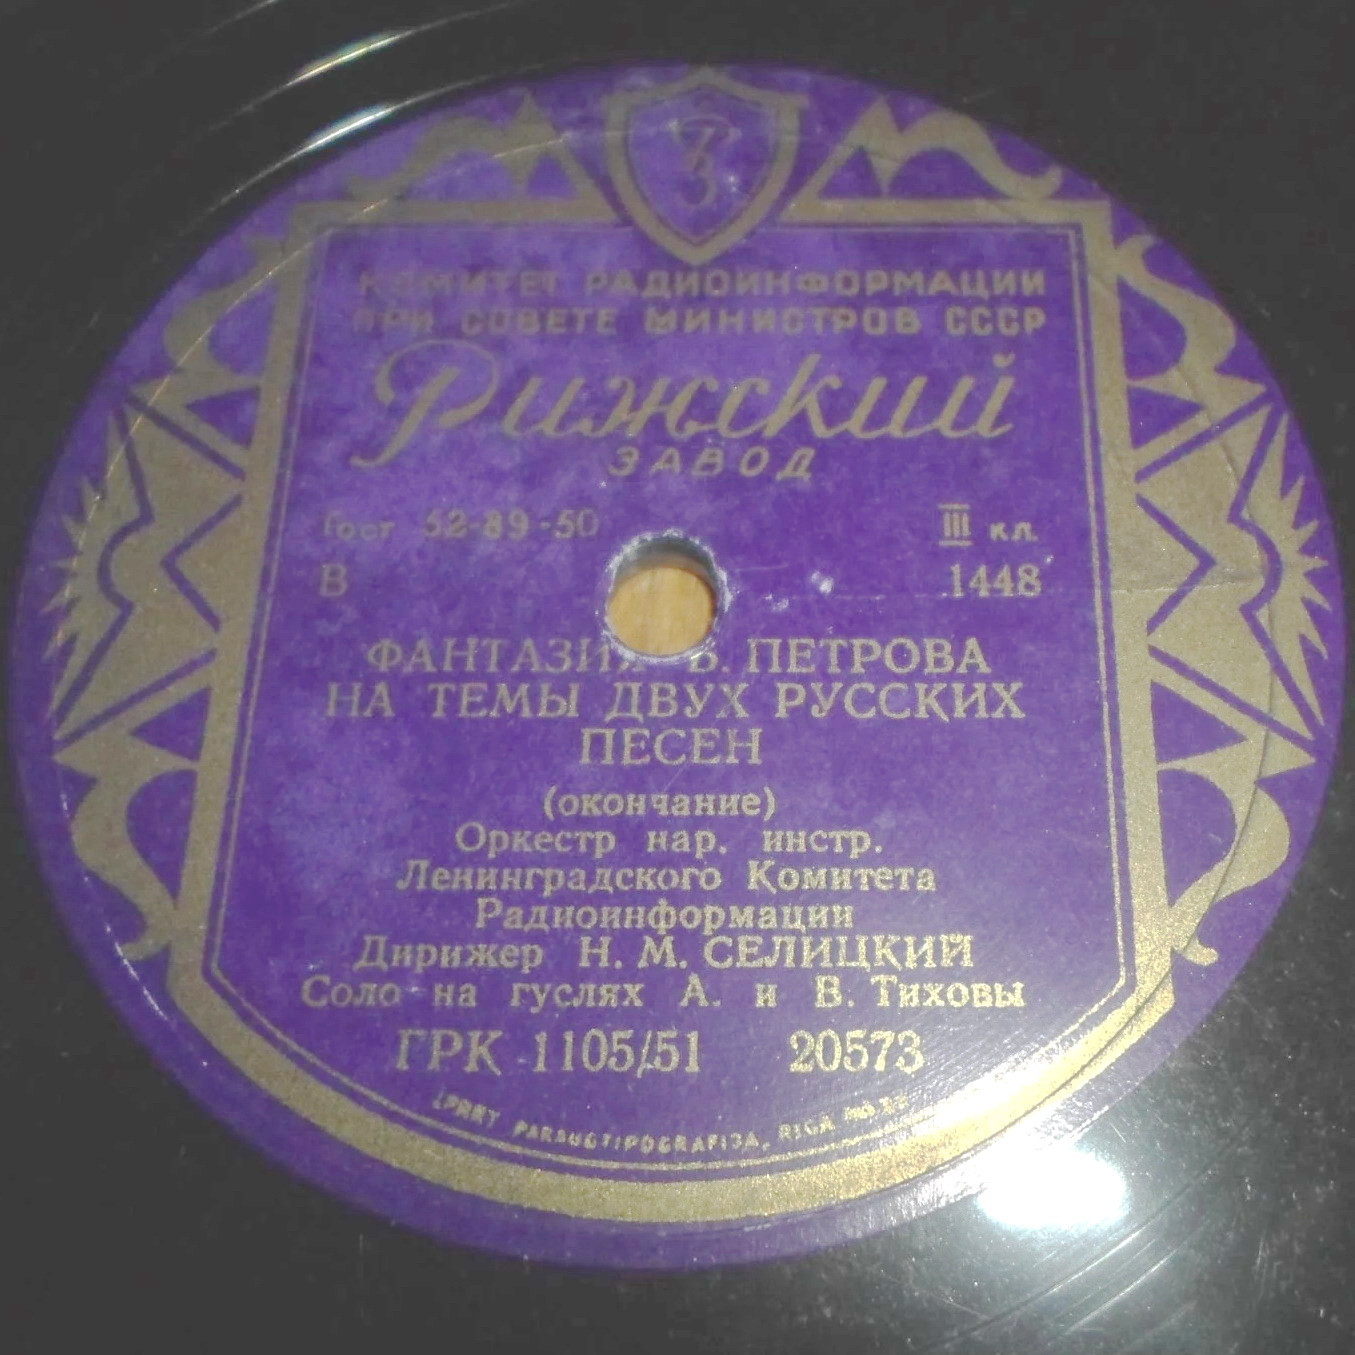 КОМИТЕТ РАДИОИНФОРМАЦИИ
ПРИ СОВЕТЕ МИНИСТРОВ СССР
Рижский
ЗАВОД
Гост 52-89-50 III кл.
В 1448
ФАНТАЗИЯ В. ПЕТРОВА
НА ТЕМЫ ДВУХ РУССКИХ
ПЕСЕН
(окончание)
Оркестр нар. инстр.
Ленинградского Комитета
Радиоинформации
Дирижер Н. М. СЕЛИЦКИЙ
Соло на гуслях А. и В. Тиховы
ГРК 1105/51 20573
PARAUGTIPOGRAFIJA, RIGA